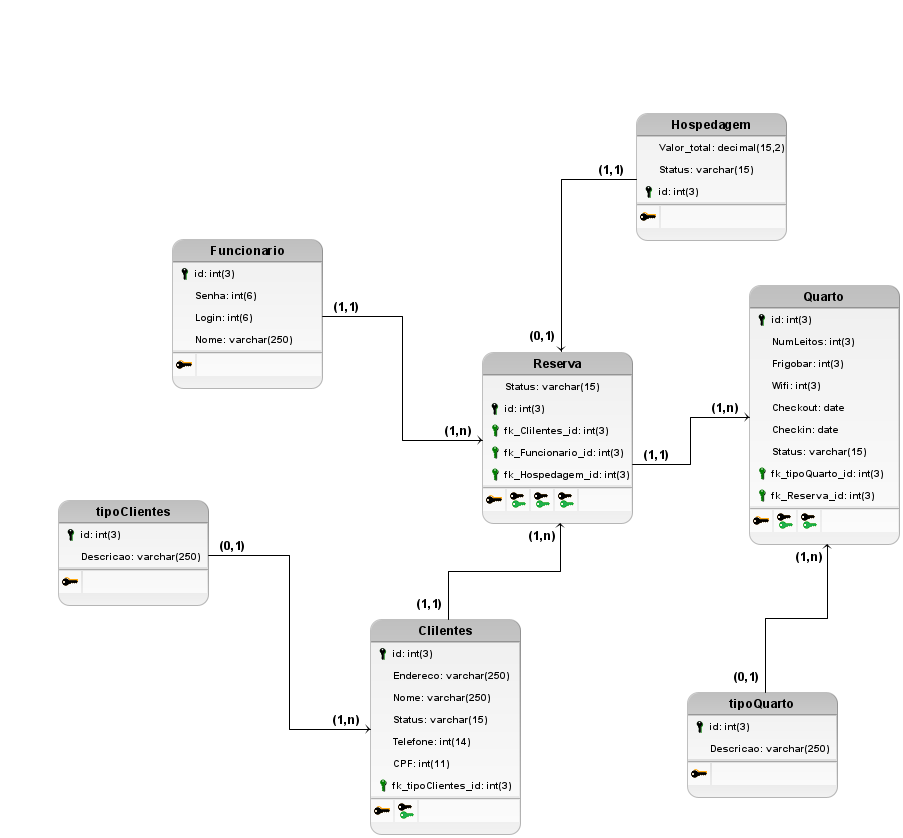 Hospedagem
Valor_total: decimal(15,2)
Status: varchar(15)
id: int(3)
(1,1)
(0,1)
Funcionario
id: int(3)
Senha: int(6)
Login: int(6)
Nome: varchar(250)
(1,1)
(1,n)
Quarto
id: int(3)
NumLeitos: int(3)
Frigobar: int(3)
Wifi: int(3)
Checkout: date
Checkin: date
Status: varchar(15)
fk_tipoQuarto_id: int(3)
fk_Reserva_id: int(3)
Reserva
Status: varchar(15)
id: int(3)
fk_Clilentes_id: int(3)
fk_Funcionario_id: int(3)
fk_Hospedagem_id: int(3)
(1,1)
(1,n)
tipoClientes
id: int(3)
Descricao: varchar(250)
(0,1)
(1,n)
(1,n)
(1,1)
Clilentes
id: int(3)
Endereco: varchar(250)
Nome: varchar(250)
Status: varchar(15)
Telefone: int(14)
CPF: int(11)
fk_tipoClientes_id: int(3)
(1,n)
(0,1)
tipoQuarto
id: int(3)
Descricao: varchar(250)